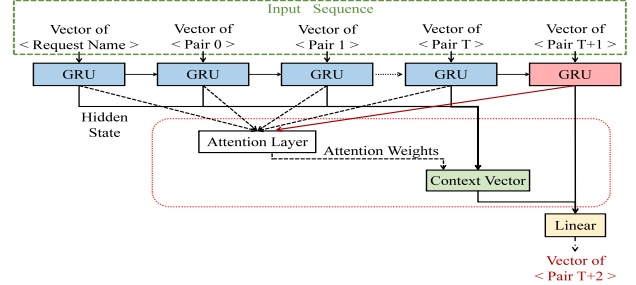 Input Sequence
Vector of
< Request Name >
Vector of
< Pair 0 >
Vector of
< Pair 1 >
Vector of
< Pair T >
Vector of
< Pair T+1 >
GRU
GRU
GRU
GRU
GRU
Hidden
State
Attention Layer
Attention Weights
Context Vector
Linear
Vector of
< Pair T+2 >